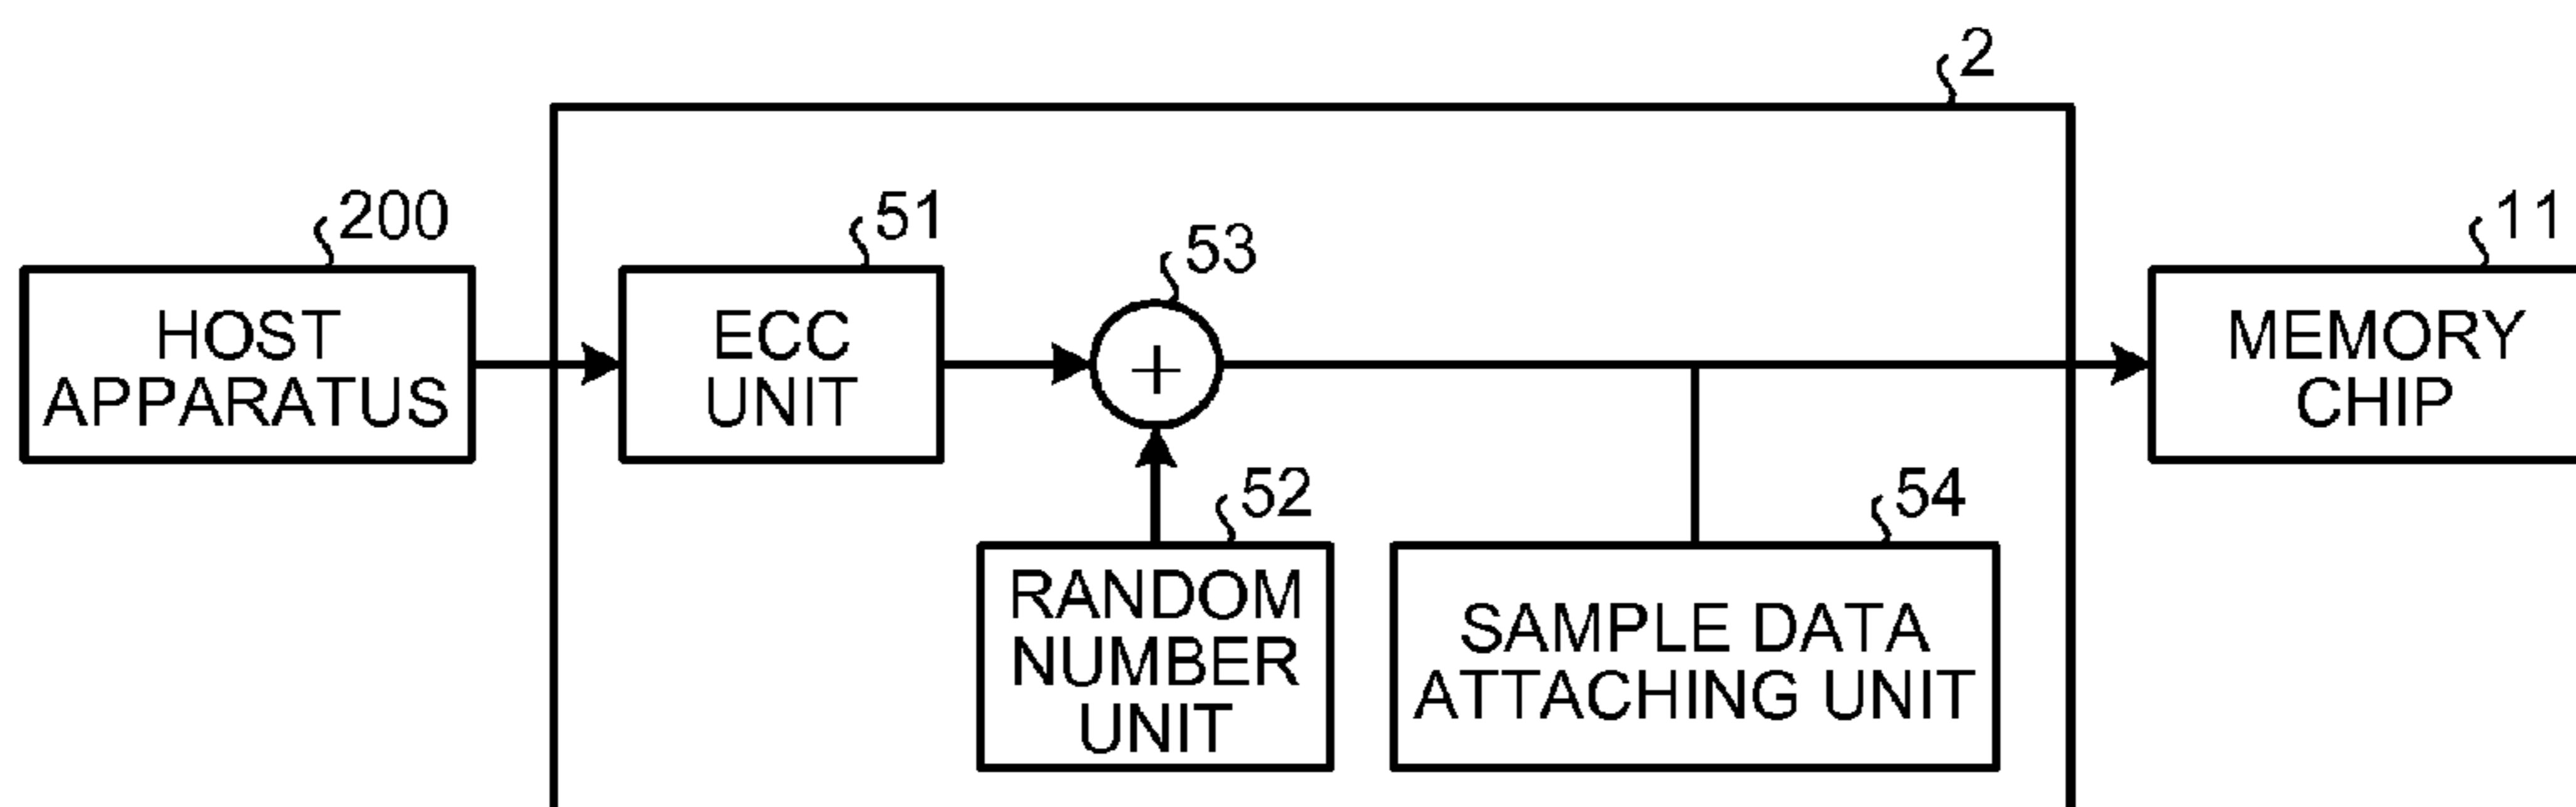 2
200
51
53
11
HOST
APPARATUS
ECC
UNIT
+
MEMORY
CHIP
52
54
RANDOM
NUMBER
UNIT
SAMPLE DATA
ATTACHING UNIT